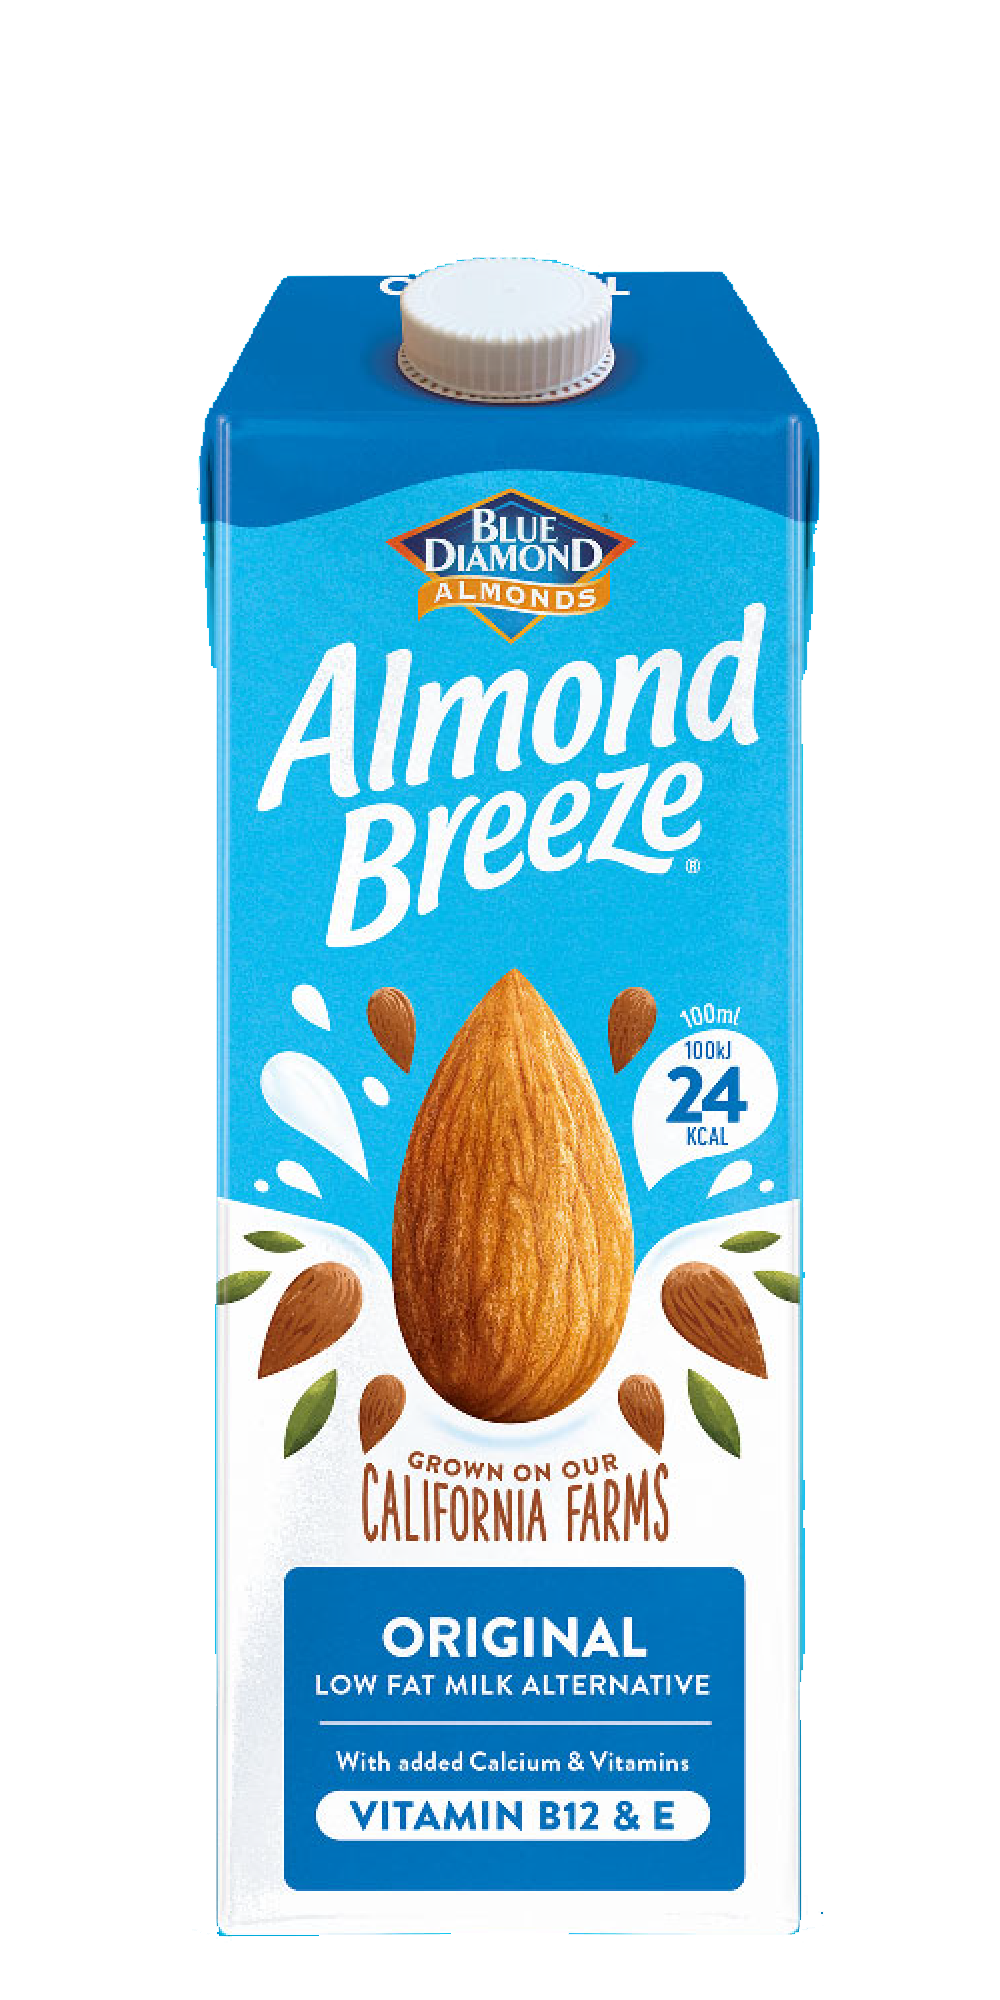 BLUE
DIAMOND
ALMONDS
Almond
Breeze®
100ml
100kJ
24
KCAL
GROWN ON OUR
CALIFORNIA FARMS
ORIGINAL
LOW FAT MILK ALTERNATIVE
With added Calcium & Vitamins
VITAMIN B12 & E